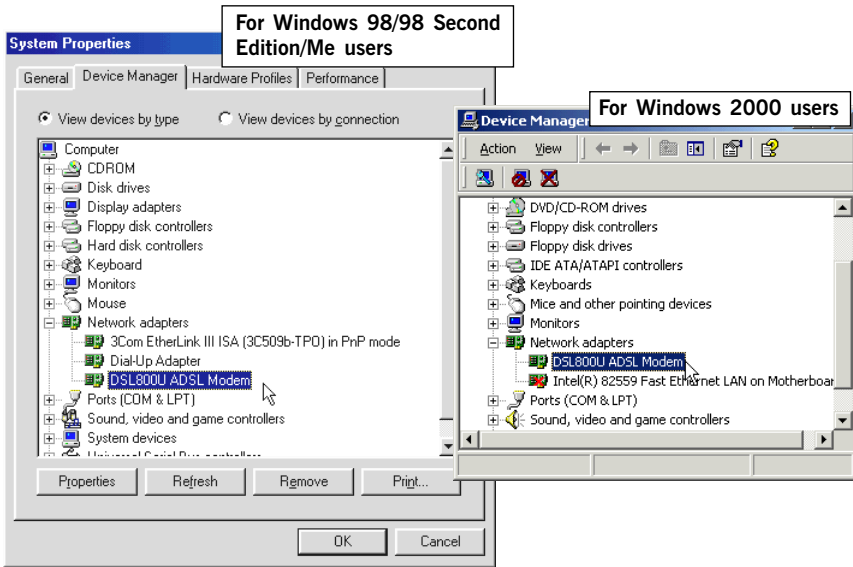 For Windows 98/98 Second
Edition/Me users
System Properties
General
Device Manager
Hardware Profiles
Performance
View devices by type
View devices by connection
Computer
CDROM
Disk drives
Display adapters
Floppy disk controllers
Hard disk controllers
Keyboard
Monitors
Mouse
Network adapters
3Com EtherLink III ISA (3C509b-TPO) in PnP mode
Dial-Up Adapter
DSL800U ADSL Modem
Ports (COM & LPT)
Sound, video and game controllers
System devices
Universal Serial Bus controllers
Properties
Refresh
Remove
Print...
OK
Cancel
For Windows 2000 users
Device Manager
Action
View
DVD/CD-ROM drives
Floppy disk controllers
Floppy disk drives
IDE ATA/ATAPI controllers
Keyboards
Mice and other pointing devices
Monitors
Network adapters
DSL800U ADSL Modem
Intel(R) 82559 Fast Ethernet LAN on Motherboar
Ports (COM & LPT)
Sound, video and game controllers